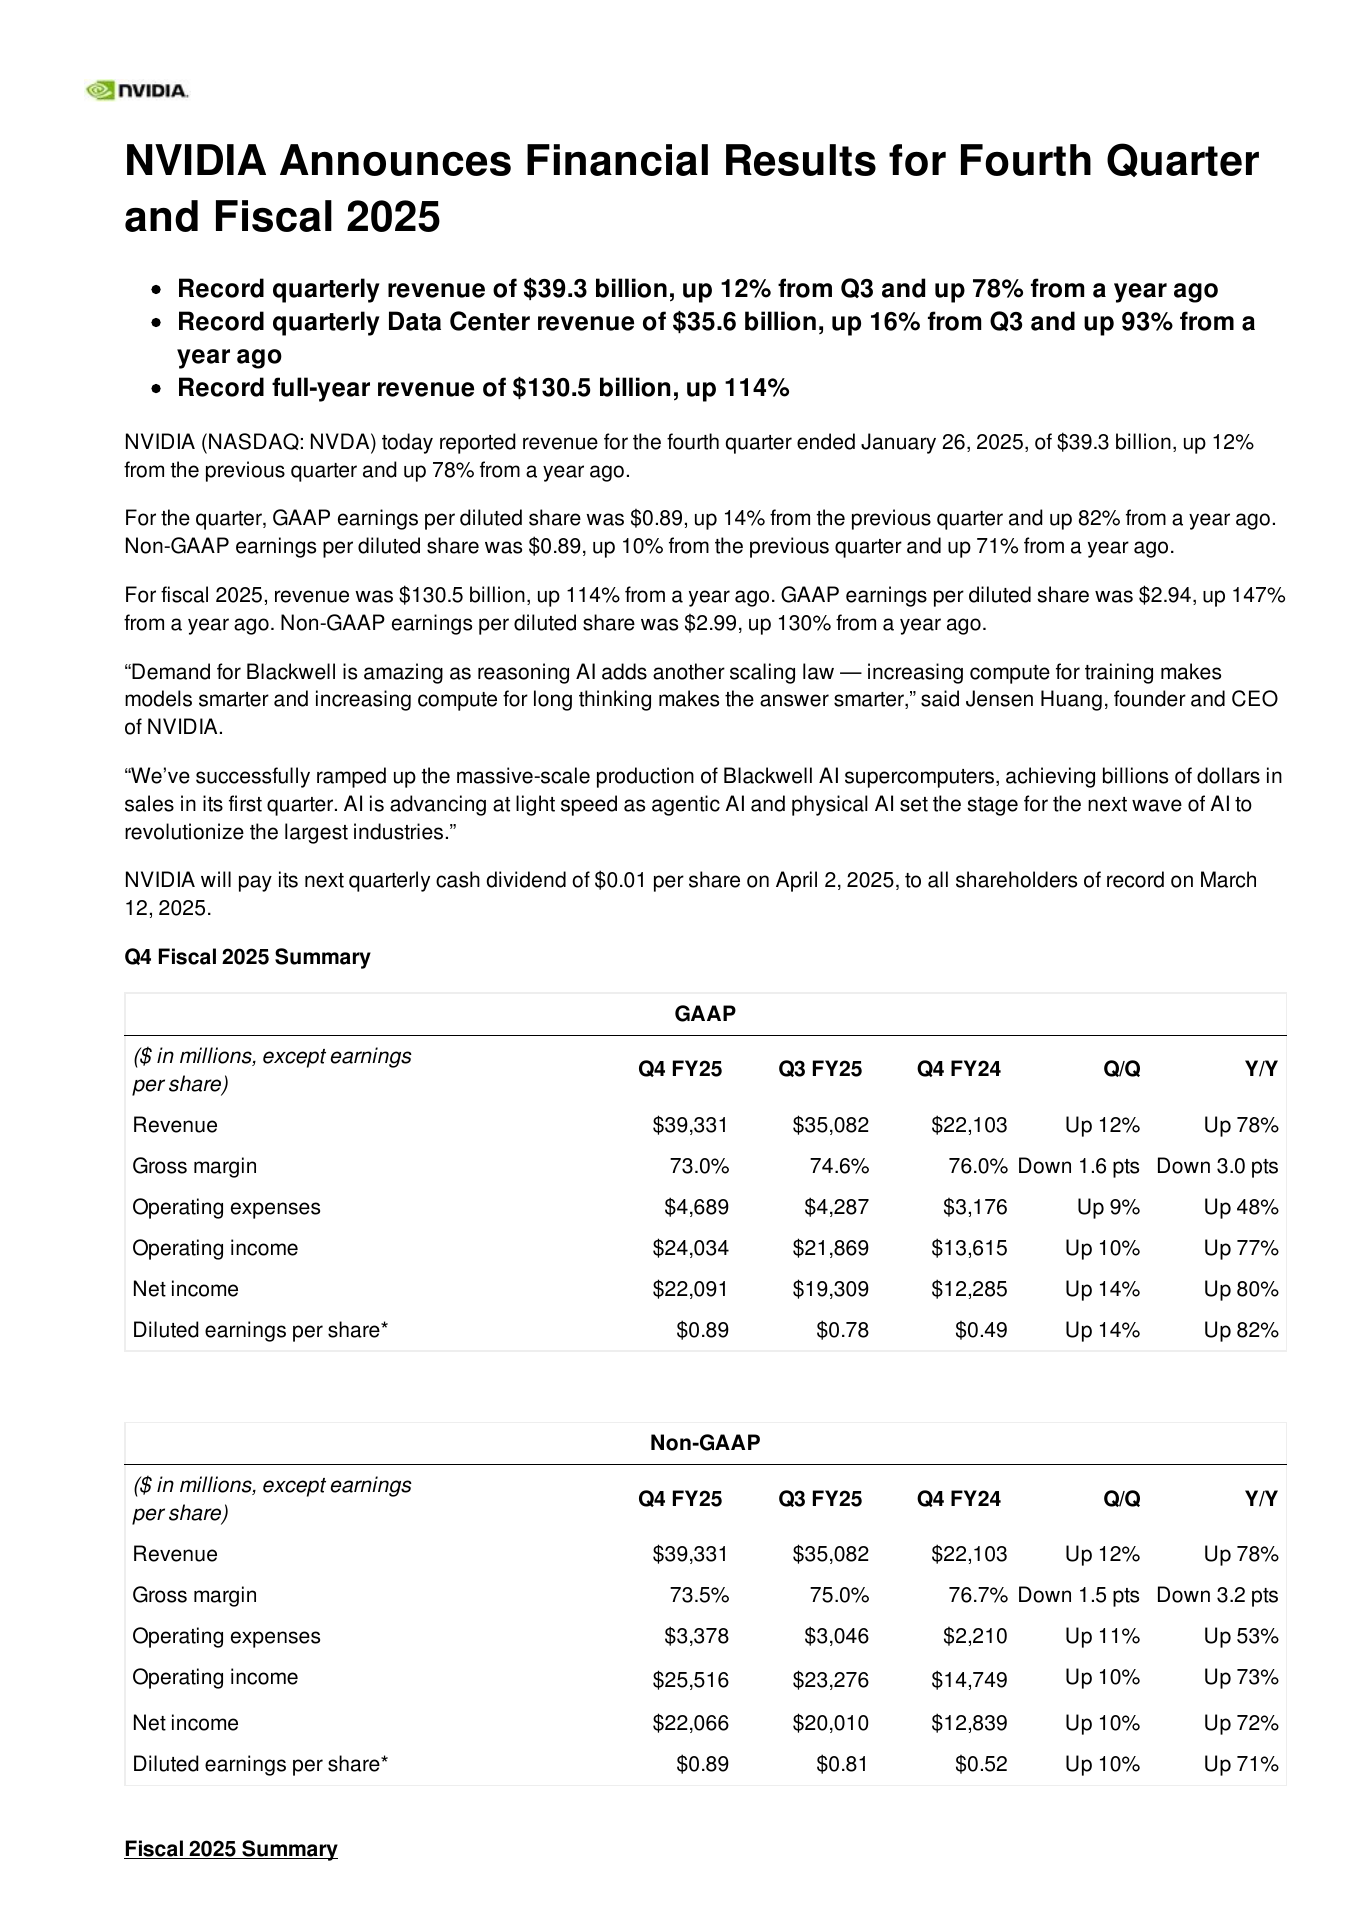 NVIDIA.
NVIDIA Announces Financial Results for Fourth Quarter
and Fiscal 2025
• Record quarterly revenue of $39.3 billion, up 12% from Q3 and up 78% from a year ago
• Record quarterly Data Center revenue of $35.6 billion, up 16% from Q3 and up 93% from a
year ago
• Record full-year revenue of $130.5 billion, up 114%
NVIDIA (NASDAQ: NVDA) today reported revenue for the fourth quarter ended January 26, 2025, of $39.3 billion, up 12%
from the previous quarter and up 78% from a year ago.
For the quarter, GAAP earnings per diluted share was $0.89, up 14% from the previous quarter and up 82% from a year ago.
Non-GAAP earnings per diluted share was $0.89, up 10% from the previous quarter and up 71% from a year ago.
For fiscal 2025, revenue was $130.5 billion, up 114% from a year ago. GAAP earnings per diluted share was $2.94, up 147%
from a year ago. Non-GAAP earnings per diluted share was $2.99, up 130% from a year ago.
“Demand for Blackwell is amazing as reasoning AI adds another scaling law — increasing compute for training makes
models smarter and increasing compute for long thinking makes the answer smarter,” said Jensen Huang, founder and CEO
of NVIDIA.
“We’ve successfully ramped up the massive-scale production of Blackwell AI supercomputers, achieving billions of dollars in
sales in its first quarter. AI is advancing at light speed as agentic AI and physical AI set the stage for the next wave of AI to
revolutionize the largest industries.”
NVIDIA will pay its next quarterly cash dividend of $0.01 per share on April 2, 2025, to all shareholders of record on March
12, 2025.
Q4 Fiscal 2025 Summary
GAAP
($ in millions, except earnings
per share) Q4 FY25 Q3 FY25 Q4 FY24 Q/Q Y/Y
Revenue $39,331 $35,082 $22,103 Up 12% Up 78%
Gross margin 73.0% 74.6% 76.0% Down 1.6 pts Down 3.0 pts
Operating expenses $4,689 $4,287 $3,176 Up 9% Up 48%
Operating income $24,034 $21,869 $13,615 Up 10% Up 77%
Net income $22,091 $19,309 $12,285 Up 14% Up 80%
Diluted earnings per share* $0.89 $0.78 $0.49 Up 14% Up 82%
Non-GAAP
($ in millions, except earnings
per share) Q4 FY25 Q3 FY25 Q4 FY24 Q/Q Y/Y
Revenue $39,331 $35,082 $22,103 Up 12% Up 78%
Gross margin 73.5% 75.0% 76.7% Down 1.5 pts Down 3.2 pts
Operating expenses $3,378 $3,046 $2,210 Up 11% Up 53%
Operating income $25,516 $23,276 $14,749 Up 10% Up 73%
Net income $22,066 $20,010 $12,839 Up 10% Up 72%
Diluted earnings per share* $0.89 $0.81 $0.52 Up 10% Up 71%
Fiscal 2025 Summary